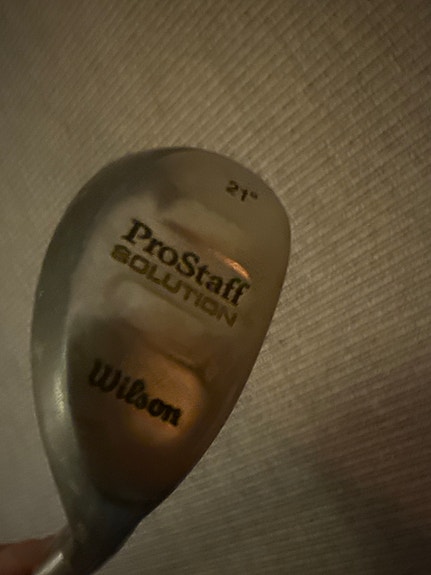 21°
ProStaff
SOLUTION
Wilson